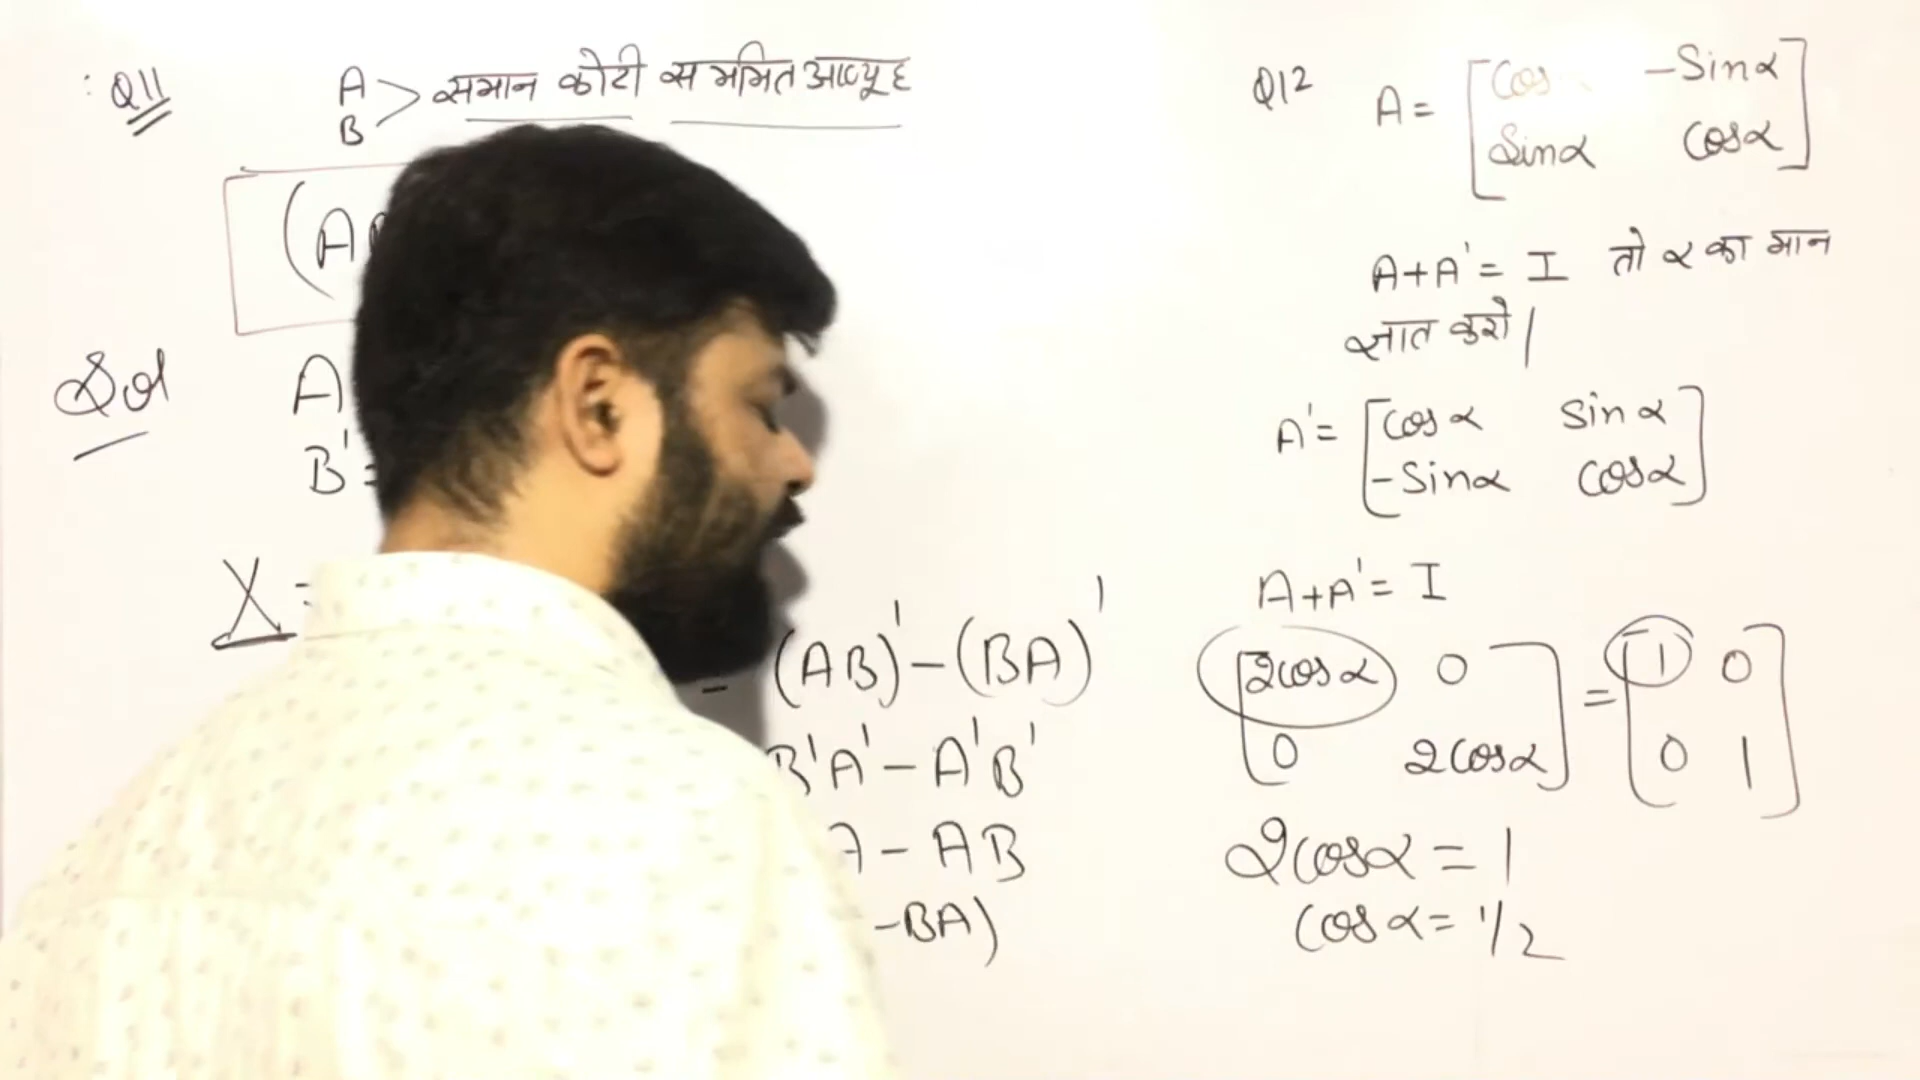 Q11
A
B > समान कोटी सममित आव्यूह
(A
Sol
A
B' =
X =
= (AB)' - (BA)'
B'A' - A'B'
- AB
-BA)
Q12
A = [cos -Sinα
Sinα cosα]
A+A' = I तो α का मान
ज्ञात करो |
A' = [cosα sinα
-Sinα cosα]
A+A' = I
[2cosα 0 = [1 0
0 2cosα] 0 1]
2cosα = 1
cosα = 1/2